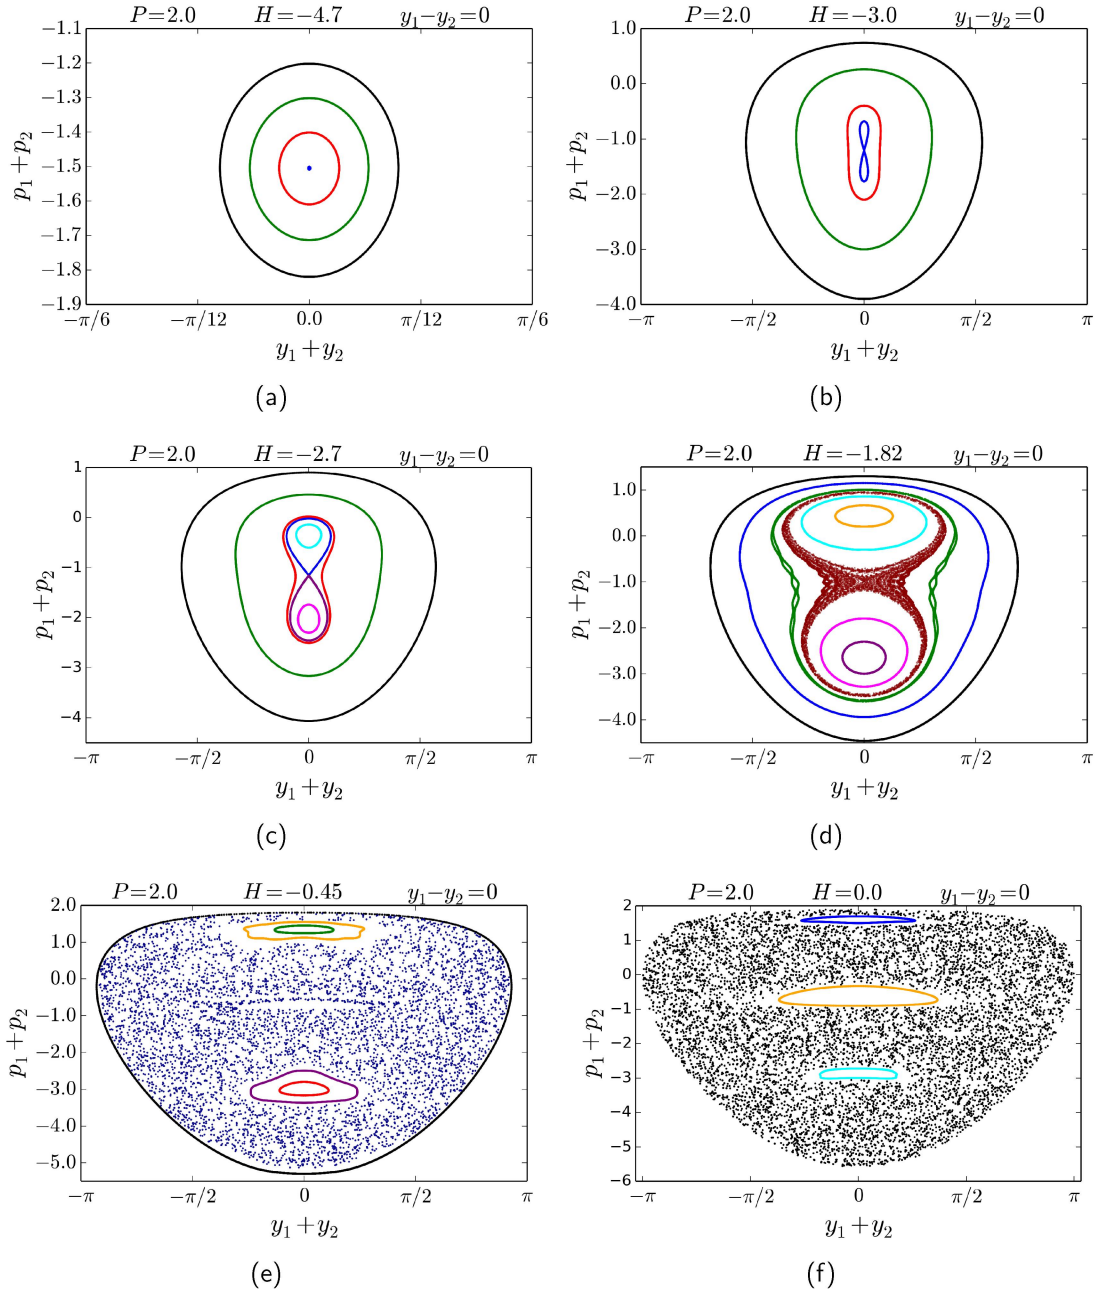 P=2.0 H=−4.7 y₁−y₂=0
−1.1
−1.2
−1.3
−1.4
−1.5
−1.6
−1.7
−1.8
−1.9
p₁+p₂
−π/6 −π/12 0.0 π/12 π/6
y₁+y₂
(a)
P=2.0 H=−3.0 y₁−y₂=0
1.0
0.0
−1.0
−2.0
−3.0
−4.0
p₁+p₂
−π −π/2 0 π/2 π
y₁+y₂
(b)
P=2.0 H=−2.7 y₁−y₂=0
1
0
−1
−2
−3
−4
p₁+p₂
−π −π/2 0 π/2 π
y₁+y₂
(c)
P=2.0 H=−1.82 y₁−y₂=0
1.0
0.0
−1.0
−2.0
−3.0
−4.0
p₁+p₂
−π −π/2 0 π/2 π
y₁+y₂
(d)
P=2.0 H=−0.45 y₁−y₂=0
2.0
1.0
0.0
−1.0
−2.0
−3.0
−4.0
−5.0
p₁+p₂
−π −π/2 0 π/2 π
y₁+y₂
(e)
P=2.0 H=0.0 y₁−y₂=0
2
1
0
−1
−2
−3
−4
−5
−6
p₁+p₂
−π −π/2 0 π/2 π
y₁+y₂
(f)